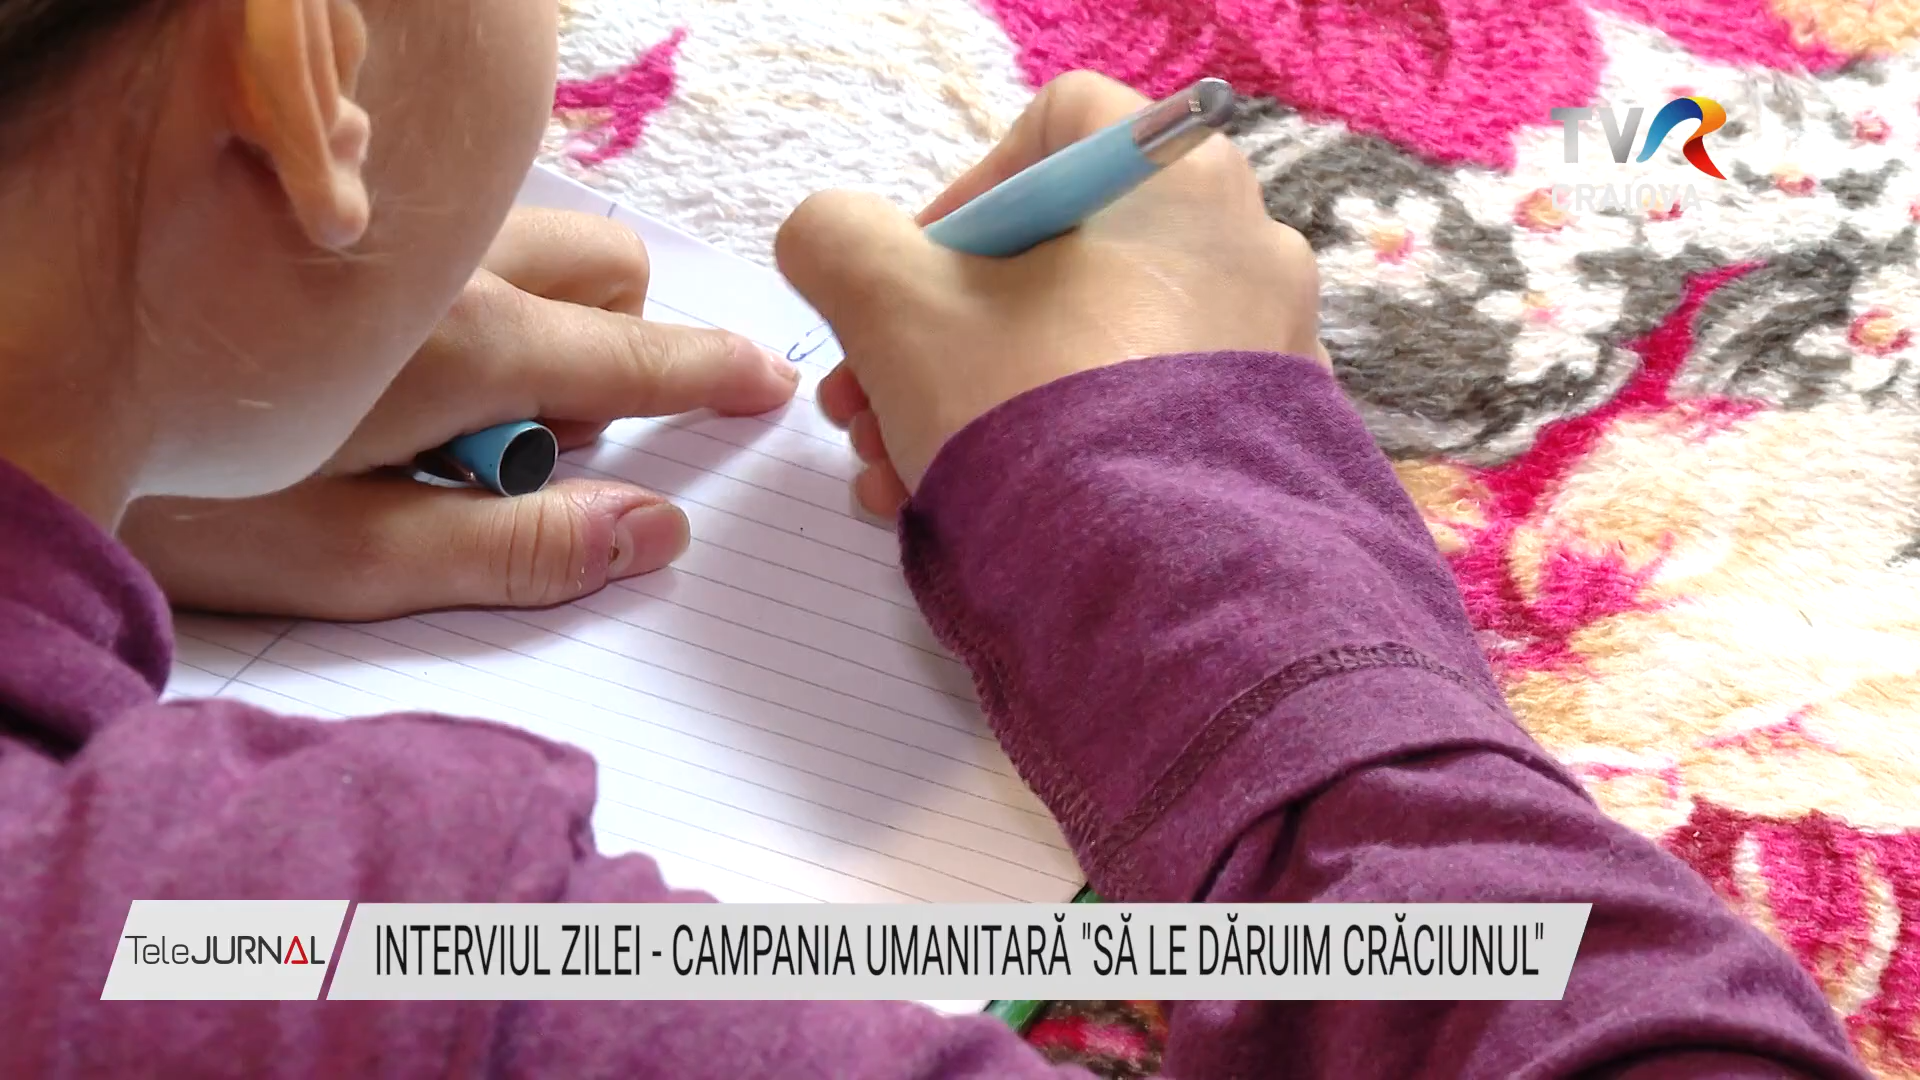 TVR
CRAIOVA
TeleJURNAL
INTERVIUL ZILEI - CAMPANIA UMANITARĂ "SĂ LE DĂRUIM CRĂCIUNUL"